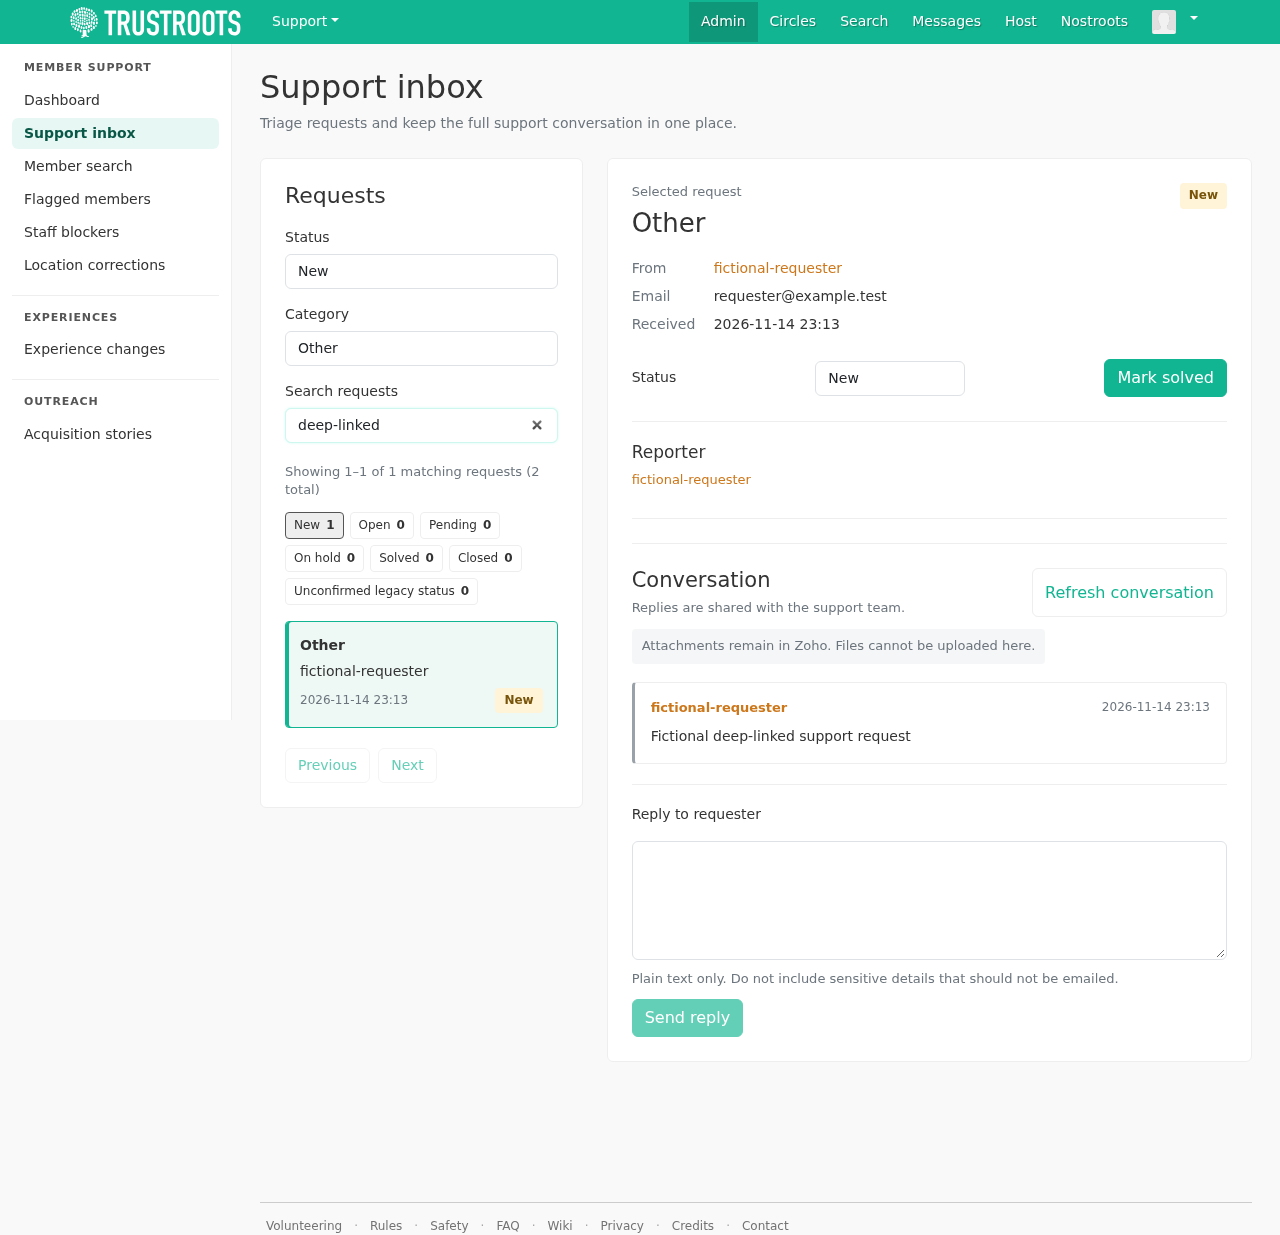 TRUSTROOTS
Support
Admin
Circles
Search
Messages
Host
Nostroots
MEMBER SUPPORT
Dashboard
Support inbox
Member search
Flagged members
Staff blockers
Location corrections
EXPERIENCES
Experience changes
OUTREACH
Acquisition stories
Support inbox
Triage requests and keep the full support conversation in one place.
Requests
Status
New
Category
Other
Search requests
deep-linked
Showing 1–1 of 1 matching requests (2
total)
New 1
Open 0
Pending 0
On hold 0
Solved 0
Closed 0
Unconfirmed legacy status 0
Other
fictional-requester
2026-11-14 23:13
New
Previous
Next
Selected request
New
Other
From fictional-requester
Email requester@example.test
Received 2026-11-14 23:13
Status
New
Mark solved
Reporter
fictional-requester
Conversation
Replies are shared with the support team.
Refresh conversation
Attachments remain in Zoho. Files cannot be uploaded here.
fictional-requester
2026-11-14 23:13
Fictional deep-linked support request
Reply to requester
Plain text only. Do not include sensitive details that should not be emailed.
Send reply
Volunteering · Rules · Safety · FAQ · Wiki · Privacy · Credits · Contact